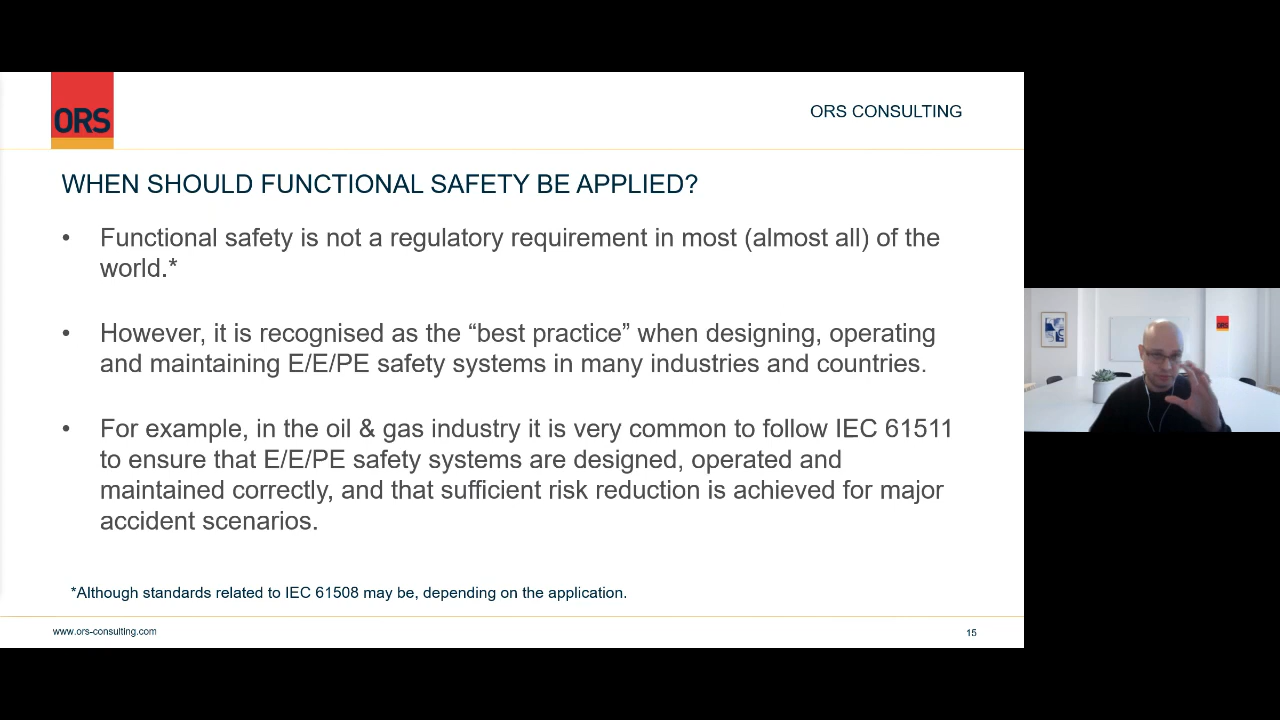 ORS
ORS CONSULTING
WHEN SHOULD FUNCTIONAL SAFETY BE APPLIED?
• Functional safety is not a regulatory requirement in most (almost all) of the
world.*
• However, it is recognised as the “best practice” when designing, operating
and maintaining E/E/PE safety systems in many industries and countries.
• For example, in the oil & gas industry it is very common to follow IEC 61511
to ensure that E/E/PE safety systems are designed, operated and
maintained correctly, and that sufficient risk reduction is achieved for major
accident scenarios.
*Although standards related to IEC 61508 may be, depending on the application.
www.ors-consulting.com
15
ORS